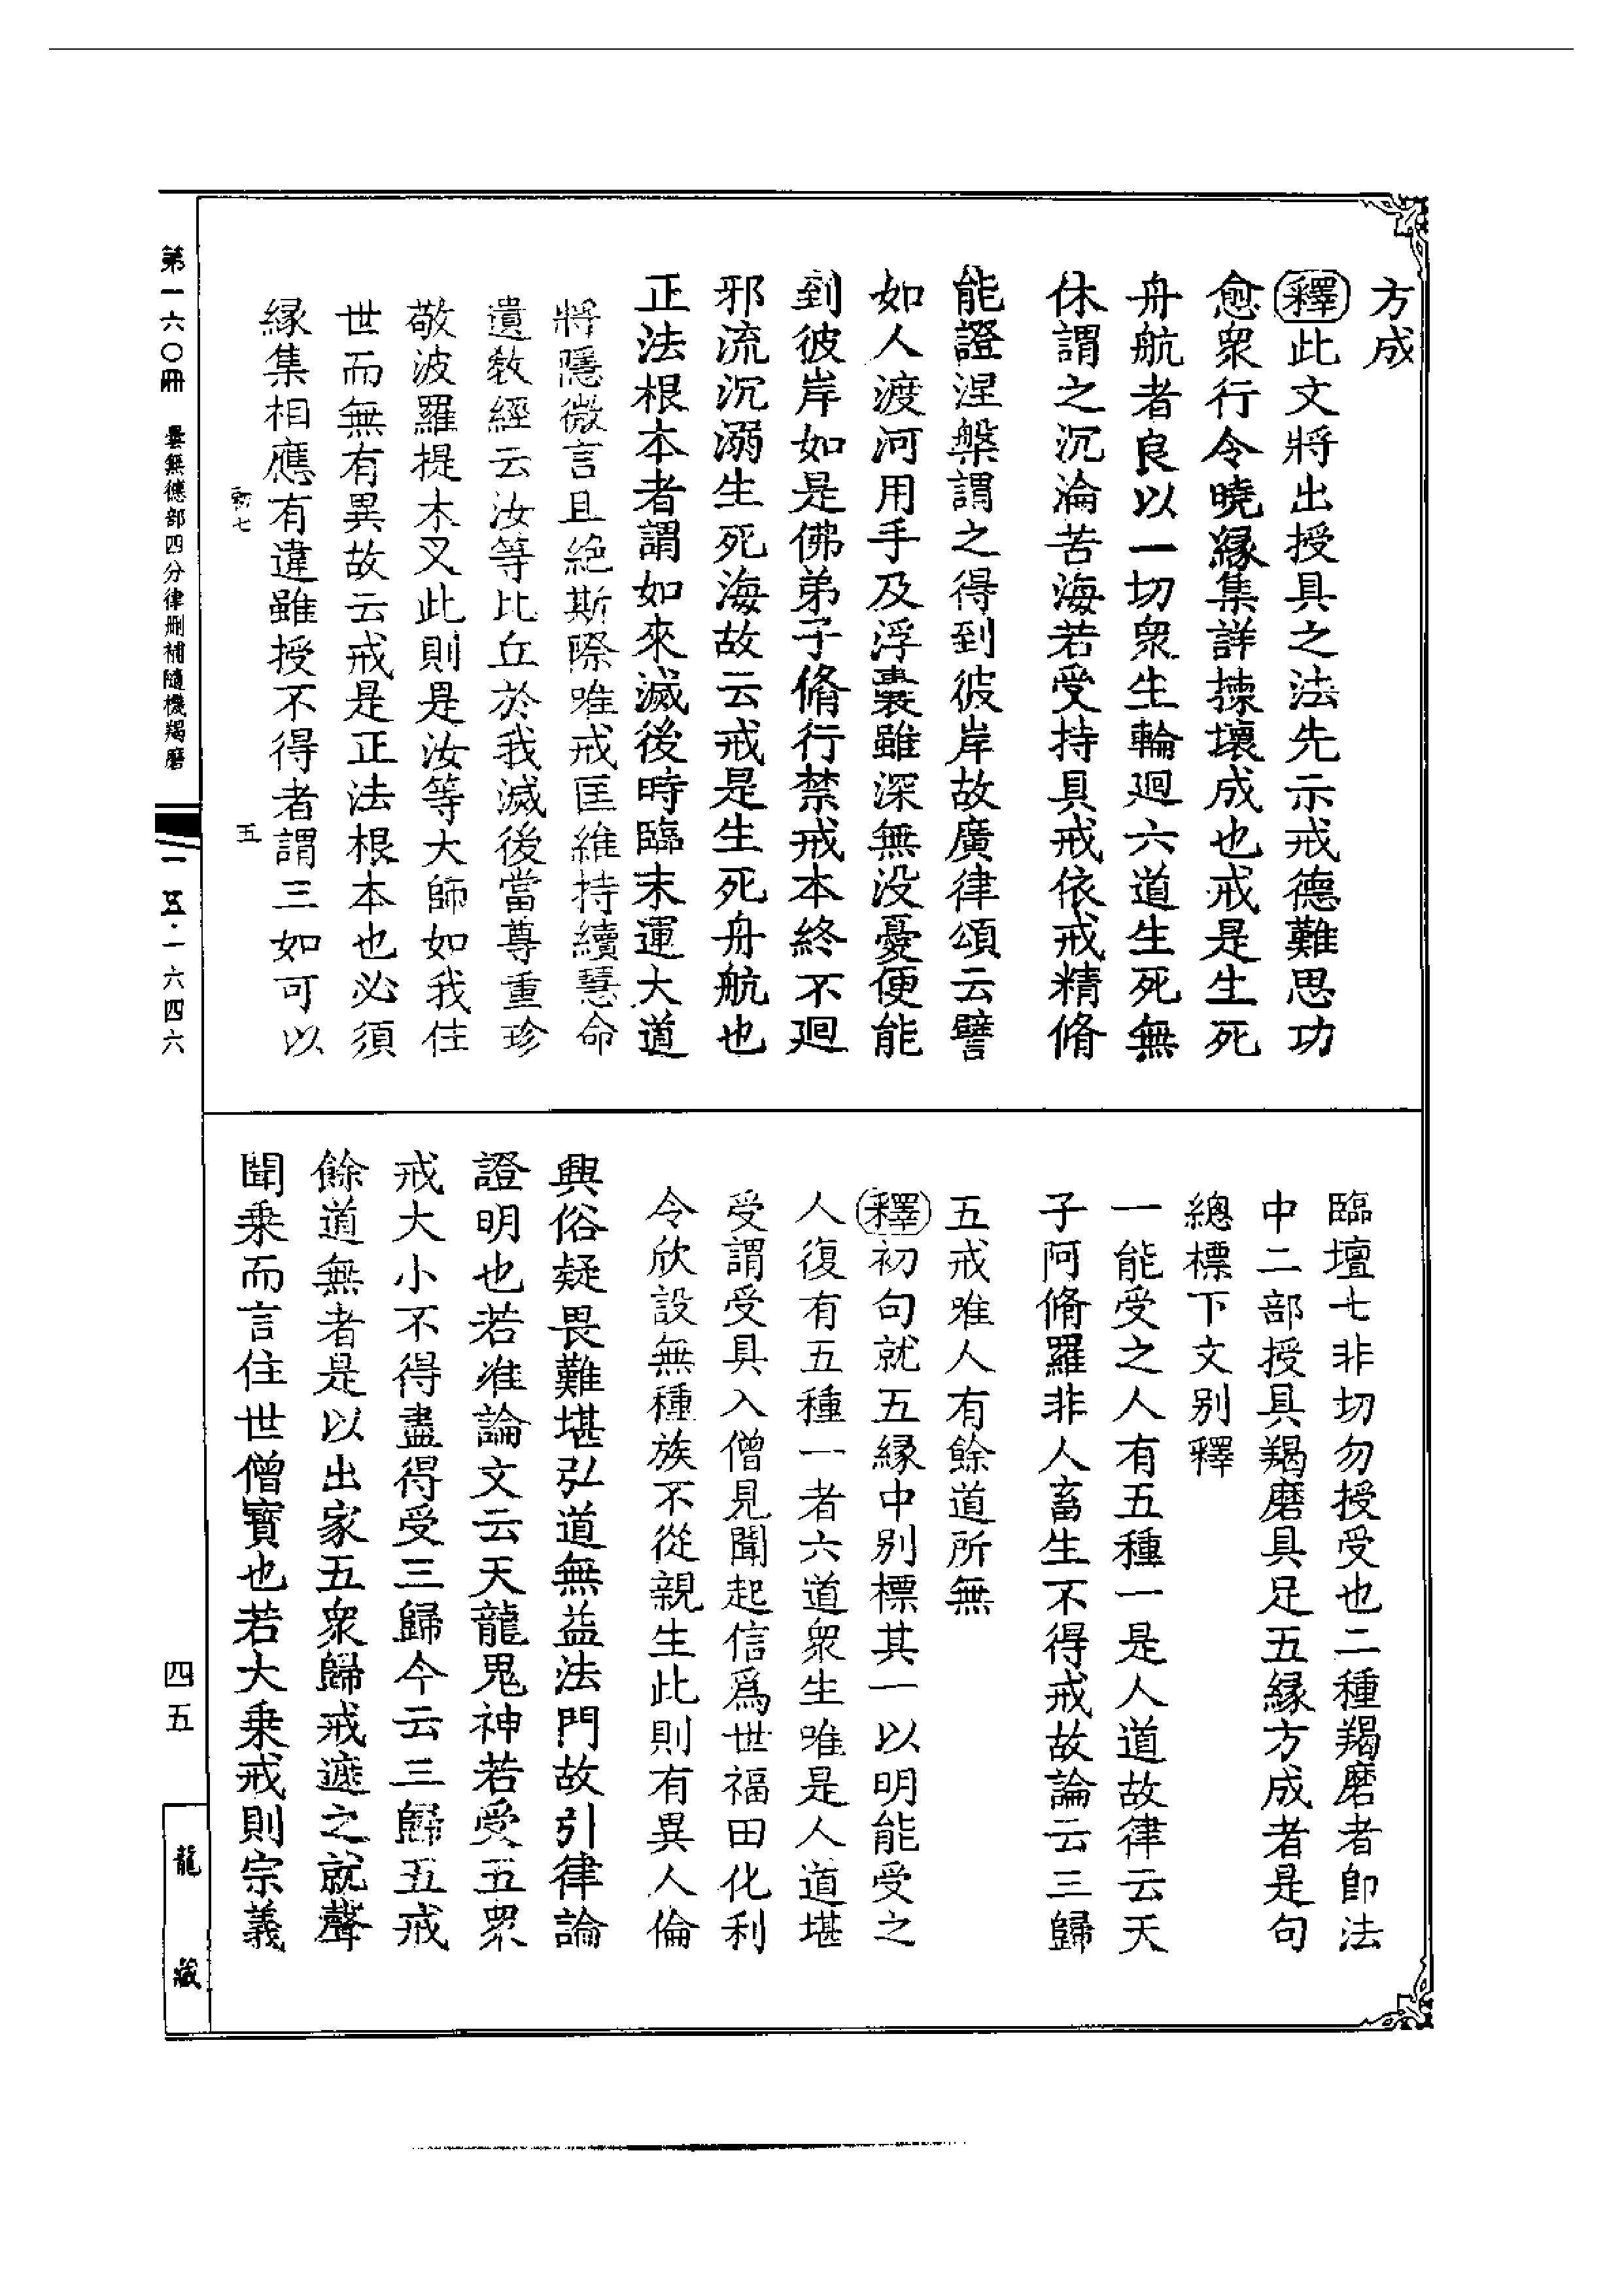 方成
釋此文將出授具之法先示戒德難思功
愈衆行令曉緣集詳揀壞成也戒是生死
舟航者良以一切衆生輪迴六道生死無
休謂之沉淪苦海若受持具戒依戒精脩
能證涅槃謂之得到彼岸故廣律頌云譬
如人渡河用手及浮囊雖深無没憂便能
到彼岸如是佛弟子脩行禁戒本終不迴
邪流沉溺生死海故云戒是生死舟航也
正法根本者謂如來滅後時臨末運大道
將隱微言且絶斯際唯戒匡維持續慧命
遺敎經云汝等比丘於我滅後當尊重珍
敬波羅提木叉此則是汝等大師如我住
世而無有異故云戒是正法根本也必須
緣集相應有違雖授不得者謂三如可以
七
五
臨壇七非切勿授受也二種羯磨者卽法
中二部授具羯磨具足五緣方成者是句
總標下文别釋
一能受之人有五種一是人道故律云天
子阿脩羅非人畜生不得戒故論云三歸
五戒唯人有餘道所無
釋初句就五緣中别標其一以明能受之
人復有五種一者六道衆生唯是人道堪
受謂受具入僧見聞起信爲世福田化利
令欣設無種族不從親生此則有異人倫
興俗疑畏難堪弘道無益法門故引律論
證明也若准論文云天龍鬼神若受五衆
戒大小不得盡得受三歸今云三歸五戒
餘道無者是以出家五衆歸戒遮之就聲
聞乘而言住世僧寶也若大乘戒則宗義
第一六〇冊 曇無德部四分律刪補隨機羯磨
一五·一六四六
四五
龍藏